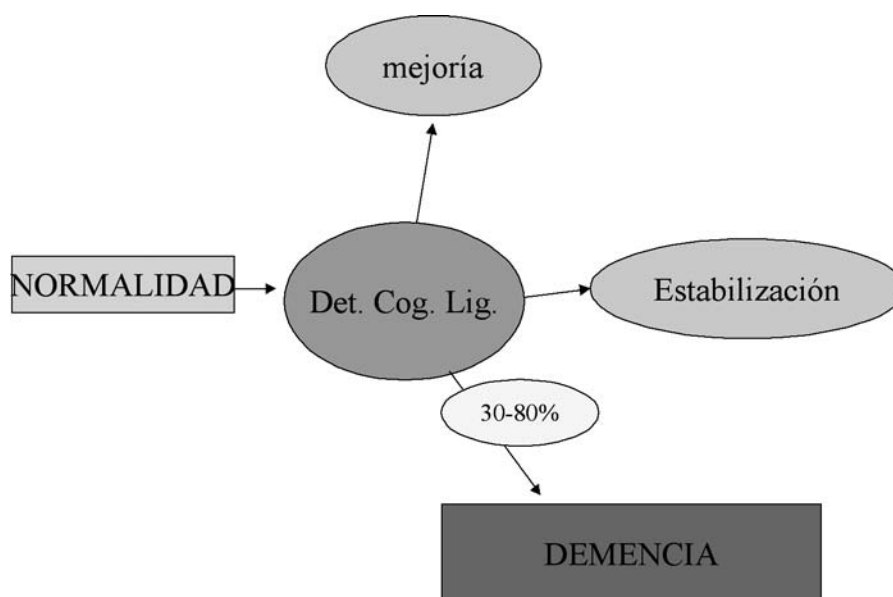 mejoría
NORMALIDAD
Det. Cog. Lig.
Estabilización
30-80%
DEMENCIA